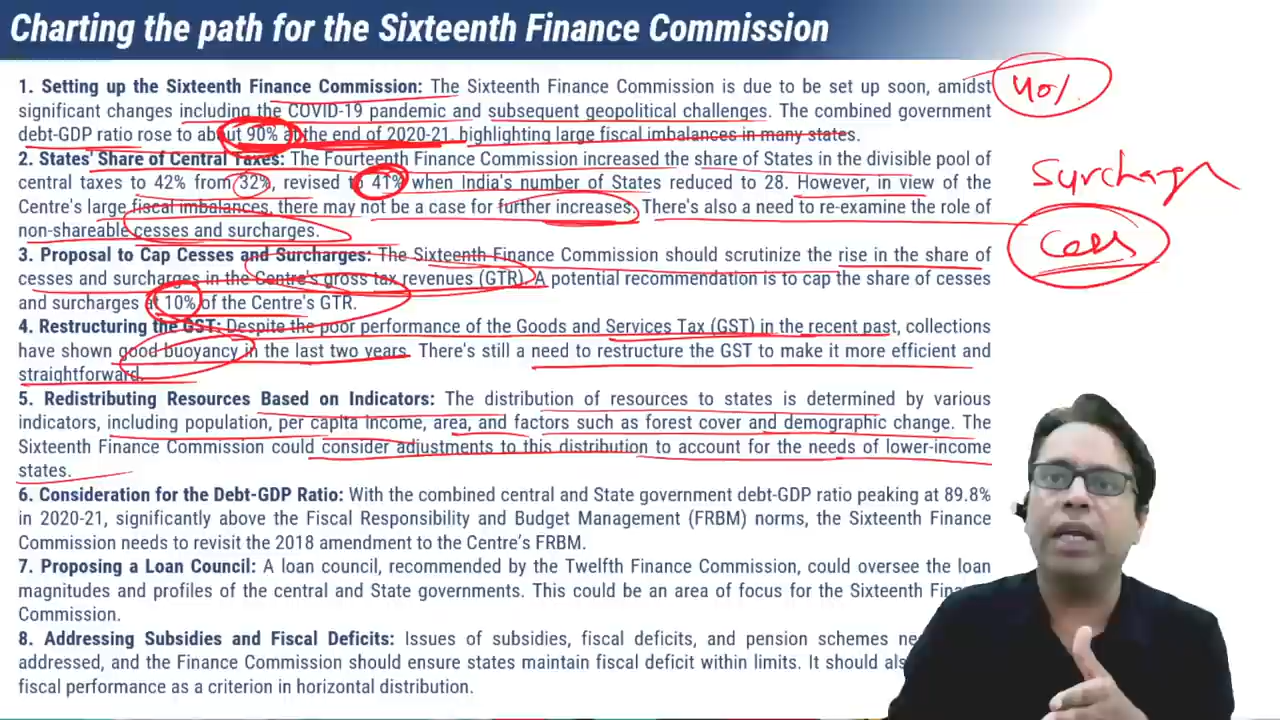 Charting the path for the Sixteenth Finance Commission
1. Setting up the Sixteenth Finance Commission: The Sixteenth Finance Commission is due to be set up soon, amidst
significant changes including the COVID-19 pandemic and subsequent geopolitical challenges. The combined government
debt-GDP ratio rose to about 90% at the end of 2020-21, highlighting large fiscal imbalances in many states.
2. States' Share of Central Taxes: The Fourteenth Finance Commission increased the share of States in the divisible pool of
central taxes to 42% from 32%, revised to 41% when India's number of States reduced to 28. However, in view of the
Centre's large fiscal imbalances, there may not be a case for further increases. There's also a need to re-examine the role of
non-shareable cesses and surcharges.
3. Proposal to Cap Cesses and Surcharges: The Sixteenth Finance Commission should scrutinize the rise in the share of
cesses and surcharges in the Centre's gross tax revenues (GTR). A potential recommendation is to cap the share of cesses
and surcharges at 10% of the Centre's GTR.
4. Restructuring the GST: Despite the poor performance of the Goods and Services Tax (GST) in the recent past, collections
have shown good buoyancy in the last two years. There's still a need to restructure the GST to make it more efficient and
straightforward.
5. Redistributing Resources Based on Indicators: The distribution of resources to states is determined by various
indicators, including population, per capita income, area, and factors such as forest cover and demographic change. The
Sixteenth Finance Commission could consider adjustments to this distribution to account for the needs of lower-income
states.
6. Consideration for the Debt-GDP Ratio: With the combined central and State government debt-GDP ratio peaking at 89.8%
in 2020-21, significantly above the Fiscal Responsibility and Budget Management (FRBM) norms, the Sixteenth Finance
Commission needs to revisit the 2018 amendment to the Centre's FRBM.
7. Proposing a Loan Council: A loan council, recommended by the Twelfth Finance Commission, could oversee the loan
magnitudes and profiles of the central and State governments. This could be an area of focus for the Sixteenth
Commission.
8. Addressing Subsidies and Fiscal Deficits: Issues of subsidies, fiscal deficits, and pension schemes
addressed, and the Finance Commission should ensure states maintain fiscal deficit within limits. It should
fiscal performance as a criterion in horizontal distribution.
40%
Surcharge
Cess